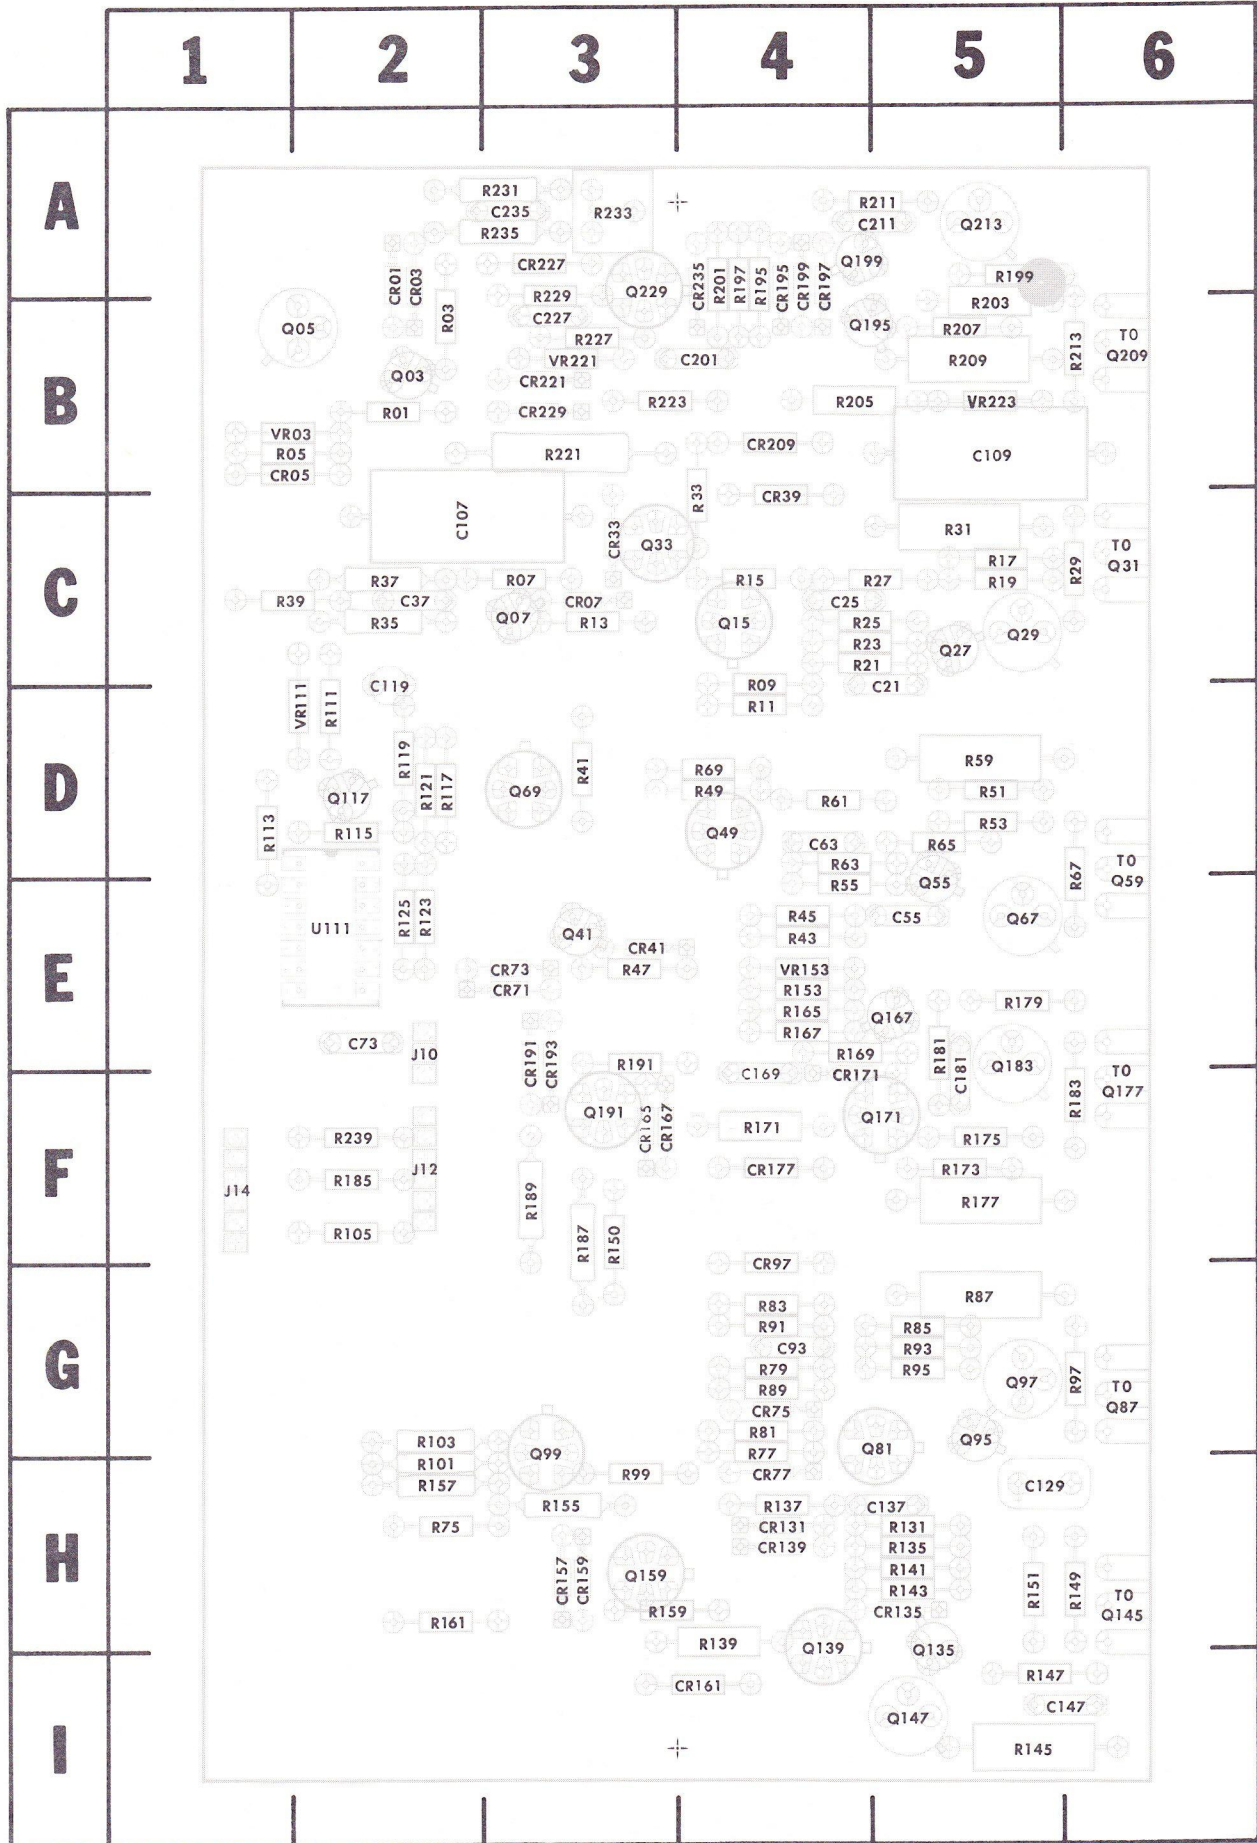 1 2 3 4 5 6
A
R231 R211
C235 R233 C211 Q213
R235
CR227 Q199
CR01 CR03 CR235 R201 R197 R195 CR195 CR199 CR197 R199
R229 Q229 R203
R03 C227
Q05 R227 Q195 R207 R213 TO
VR221 C201 R209 Q209
Q03 CR221
B
R01 CR229 R223 R205 VR223
VR03 CR209
R05 R221 C109
CR05
R33 CR39
C107 CR33 Q33 R31
R17 TO
C
R37 R07 R15 R27 R19 R29 Q31
R39 C37 CR07 C25
R35 Q07 R13 Q15 R25 Q29
R23 Q27
R21
C119 R09 C21
VR111 R111 R11
R119 R59
D
R121 R117 Q69 R41 R69
Q117 R49 R61 R51
R113 R115 Q49 R53
C63 R65
R63 R67 TO
R55 Q55 Q59
U111 R125 R123 R45 C55 Q67
Q41 R43
E
CR41
CR73 R47 VR153
CR71 R153 R179
R165 Q167
R167
C73 J10 CR191 CR193 R169 R181 Q183
R191 C169 CR171 C181 TO
Q191 CR165 CR167 Q171 R183 Q177
R171
F
R239 R175
J14 R185 J12 CR177 R173
R189 R177
R105 R187 R150
CR97
R83 R87
R91 R85
C93 R93
G
R79 R95 Q97 R97 TO
R89 Q87
CR75
R103 R81 Q95
R101 Q99 R77 Q81
R157 R99 CR77 C129
R155 R137 C137
R75 CR131 R131
H
CR139 R135
CR157 CR159 Q159 R141 R151 R149 TO
R143 Q145
R161 R159 CR135
R139 Q139 Q135
CR161 R147
Q147 C147
I
R145